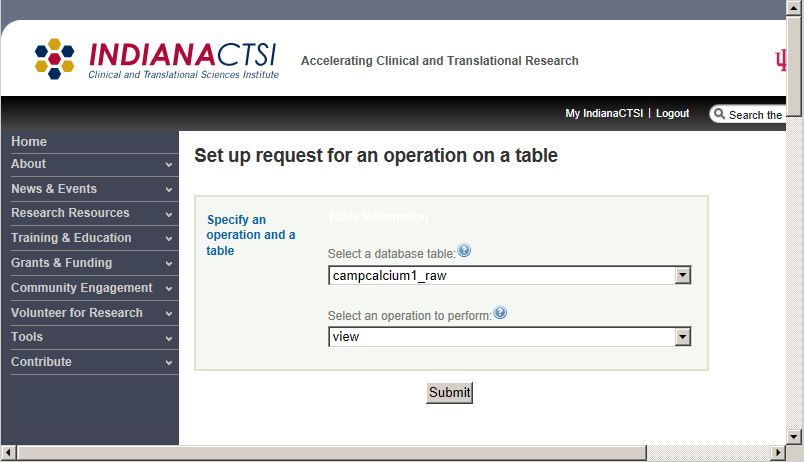 INDIANACTSI
Clinical and Translational Sciences Institute
Accelerating Clinical and Translational Research
My IndianaCTSI | Logout
Search the
Home
About
News & Events
Research Resources
Training & Education
Grants & Funding
Community Engagement
Volunteer for Research
Tools
Contribute
Set up request for an operation on a table
Specify an
operation and a
table
Table Information
Select a database table:
campcalcium1_raw
Select an operation to perform:
view
Submit